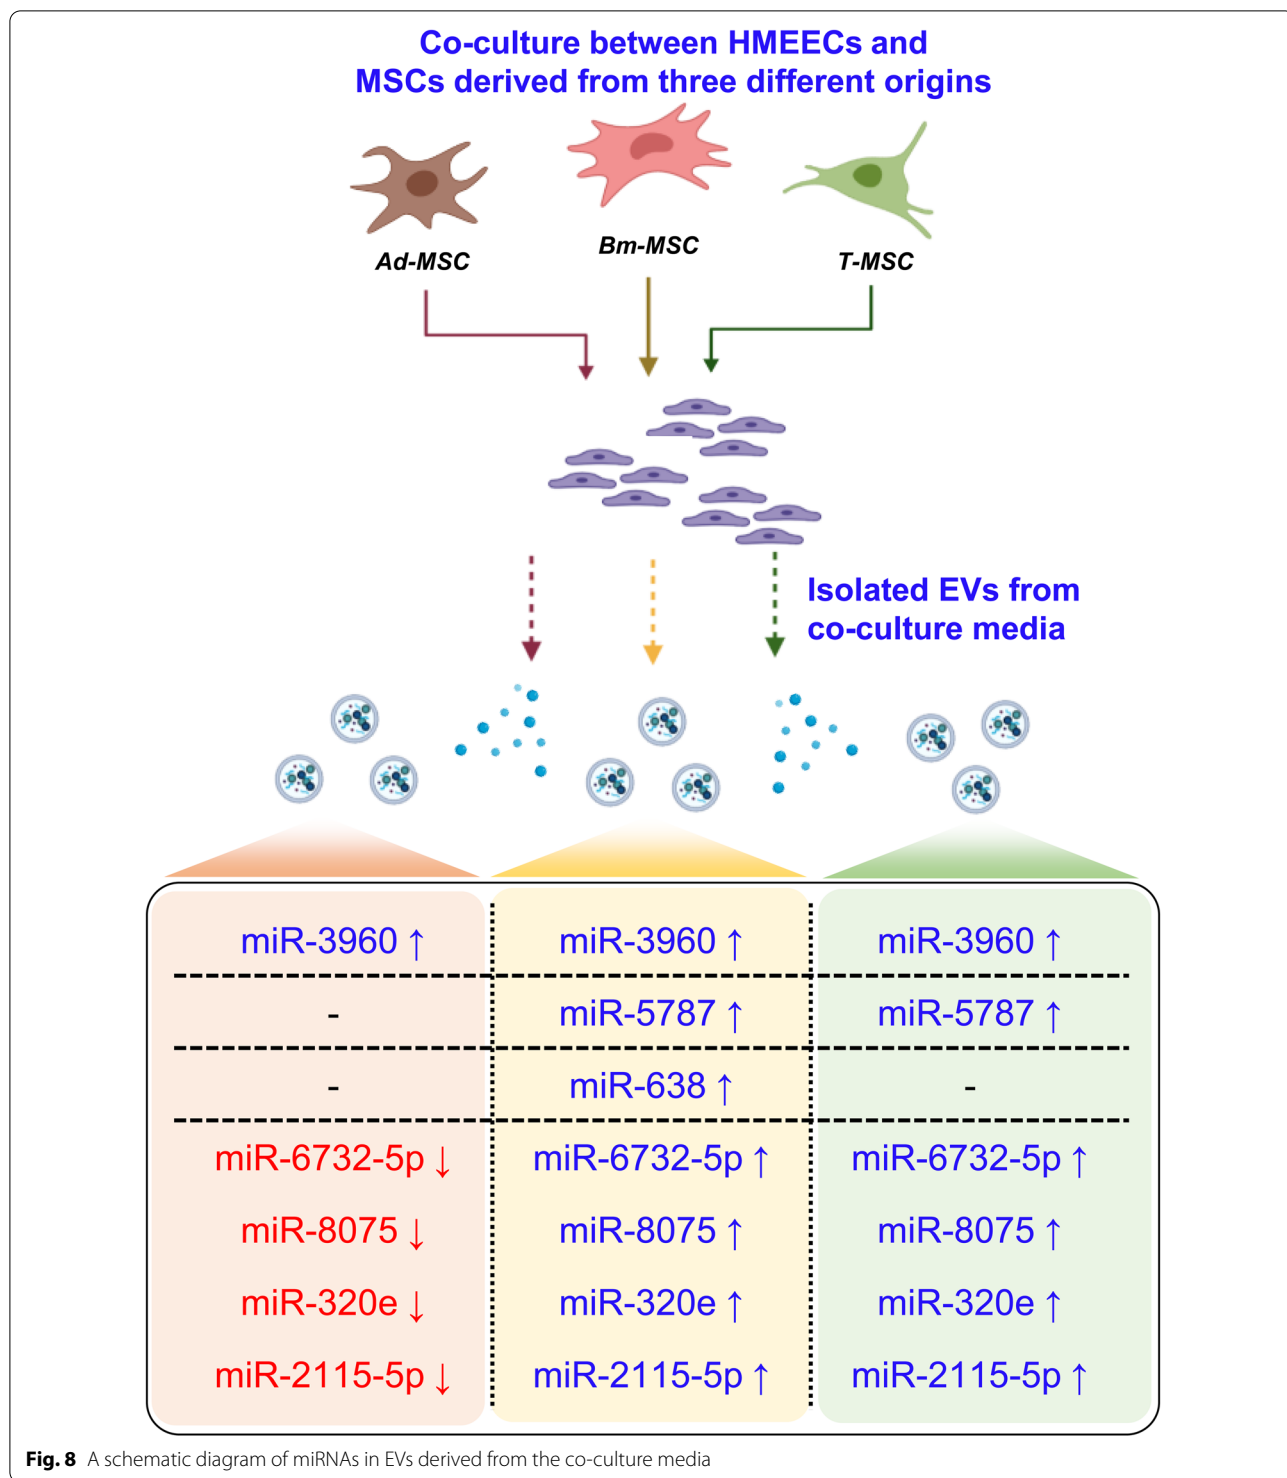 Co-culture between HMEECs and
MSCs derived from three different origins
Ad-MSC
Bm-MSC
T-MSC
Isolated EVs from
co-culture media
miR-3960 ↑ miR-3960 ↑ miR-3960 ↑
- miR-5787 ↑ miR-5787 ↑
- miR-638 ↑ -
miR-6732-5p ↓ miR-6732-5p ↑ miR-6732-5p ↑
miR-8075 ↓ miR-8075 ↑ miR-8075 ↑
miR-320e ↓ miR-320e ↑ miR-320e ↑
miR-2115-5p ↓ miR-2115-5p ↑ miR-2115-5p ↑
Fig. 8 A schematic diagram of miRNAs in EVs derived from the co-culture media